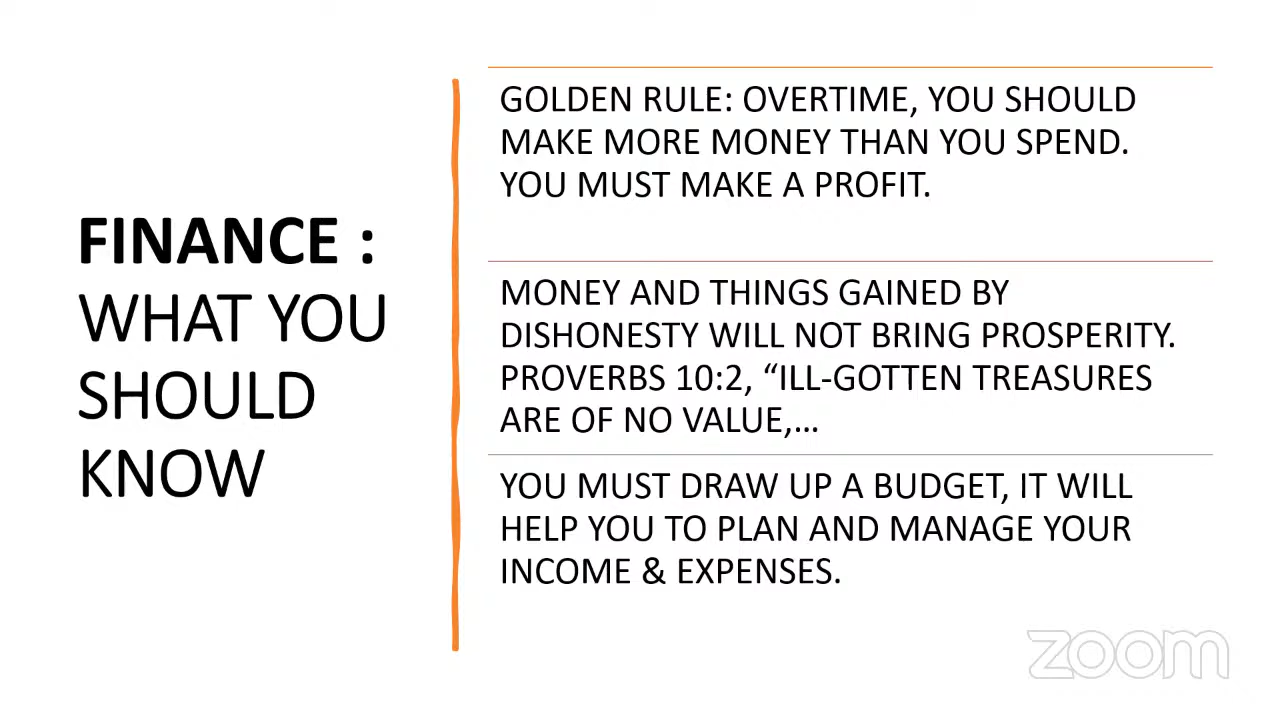 FINANCE :
WHAT YOU
SHOULD
KNOW
GOLDEN RULE: OVERTIME, YOU SHOULD
MAKE MORE MONEY THAN YOU SPEND.
YOU MUST MAKE A PROFIT.
MONEY AND THINGS GAINED BY
DISHONESTY WILL NOT BRING PROSPERITY.
PROVERBS 10:2, “ILL-GOTTEN TREASURES
ARE OF NO VALUE,…
YOU MUST DRAW UP A BUDGET, IT WILL
HELP YOU TO PLAN AND MANAGE YOUR
INCOME & EXPENSES.
zoom